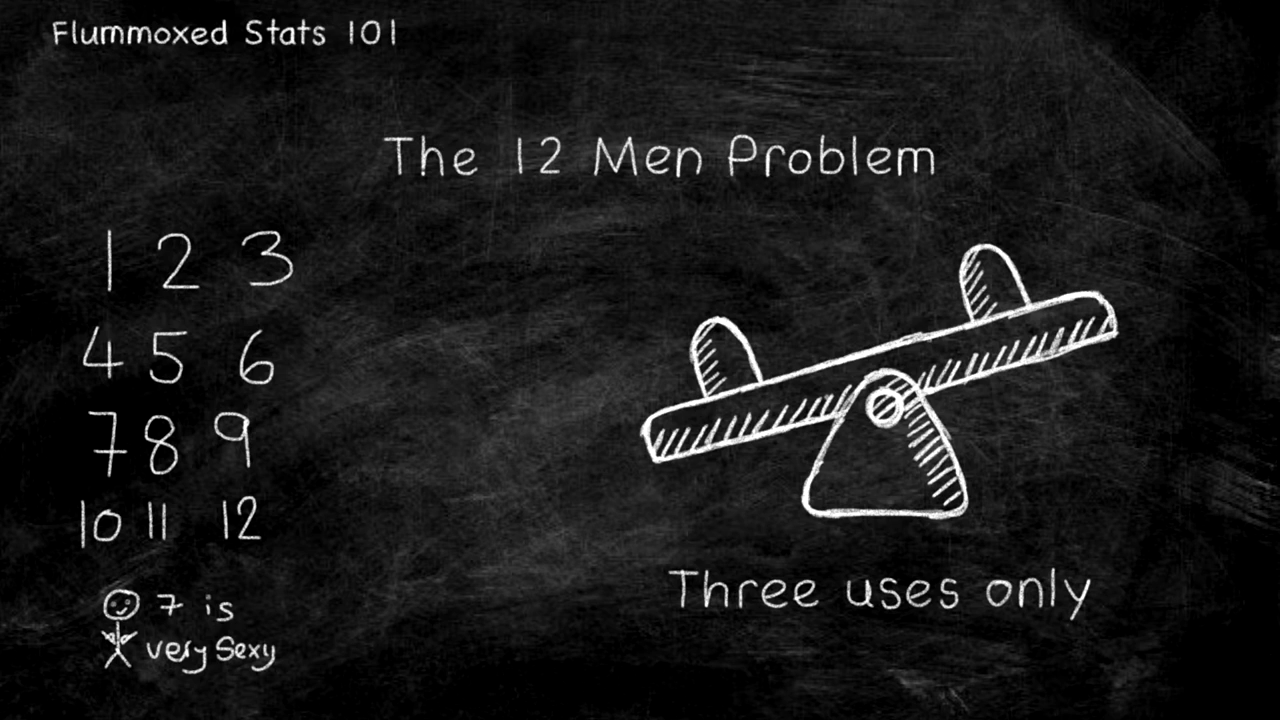 Flummoxed Stats 101
The 12 Men Problem
1 2 3
4 5 6
7 8 9
10 11 12
7 is
very Sexy
Three uses only